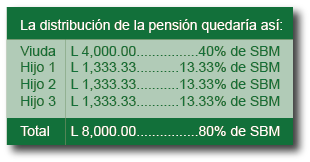 La distribución de la pensión quedaría así:
Viuda L 4,000.00...............40% de SBM
Hijo 1 L 1,333.33...........13.33% de SBM
Hijo 2 L 1,333.33...........13.33% de SBM
Hijo 3 L 1,333.33...........13.33% de SBM
Total L 8,000.00...............80% de SBM